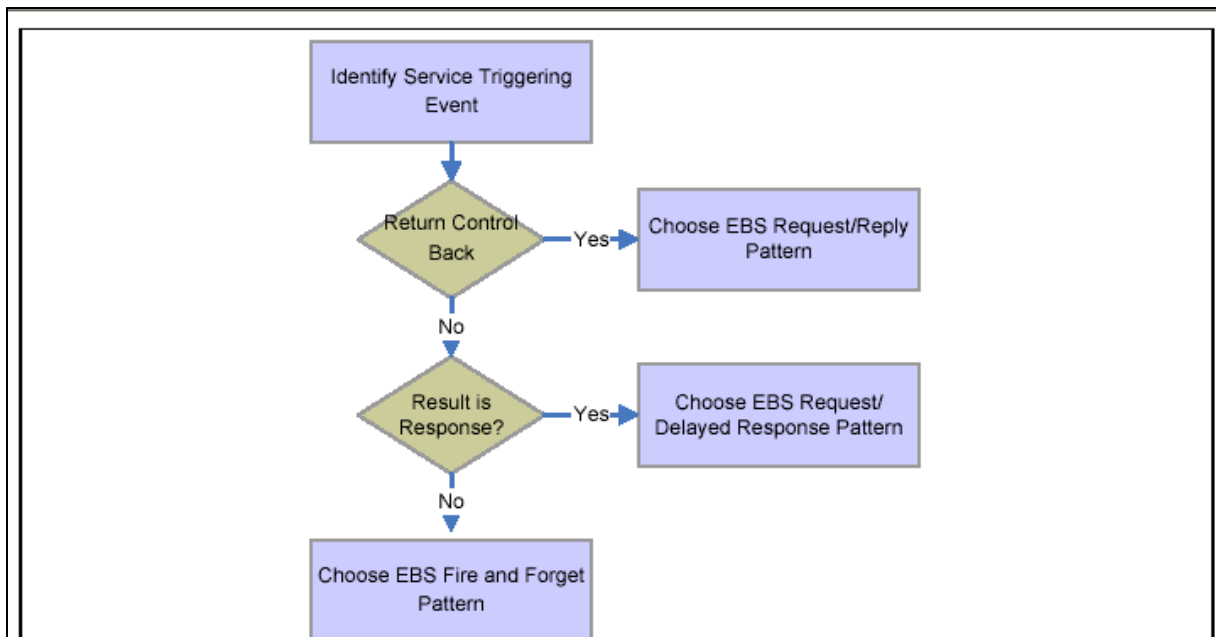 Identify Service Triggering
Event
Return Control
Back
Yes
Choose EBS Request/Reply
Pattern
No
Result is
Response?
Yes
Choose EBS Request/
Delayed Response Pattern
No
Choose EBS Fire and Forget
Pattern